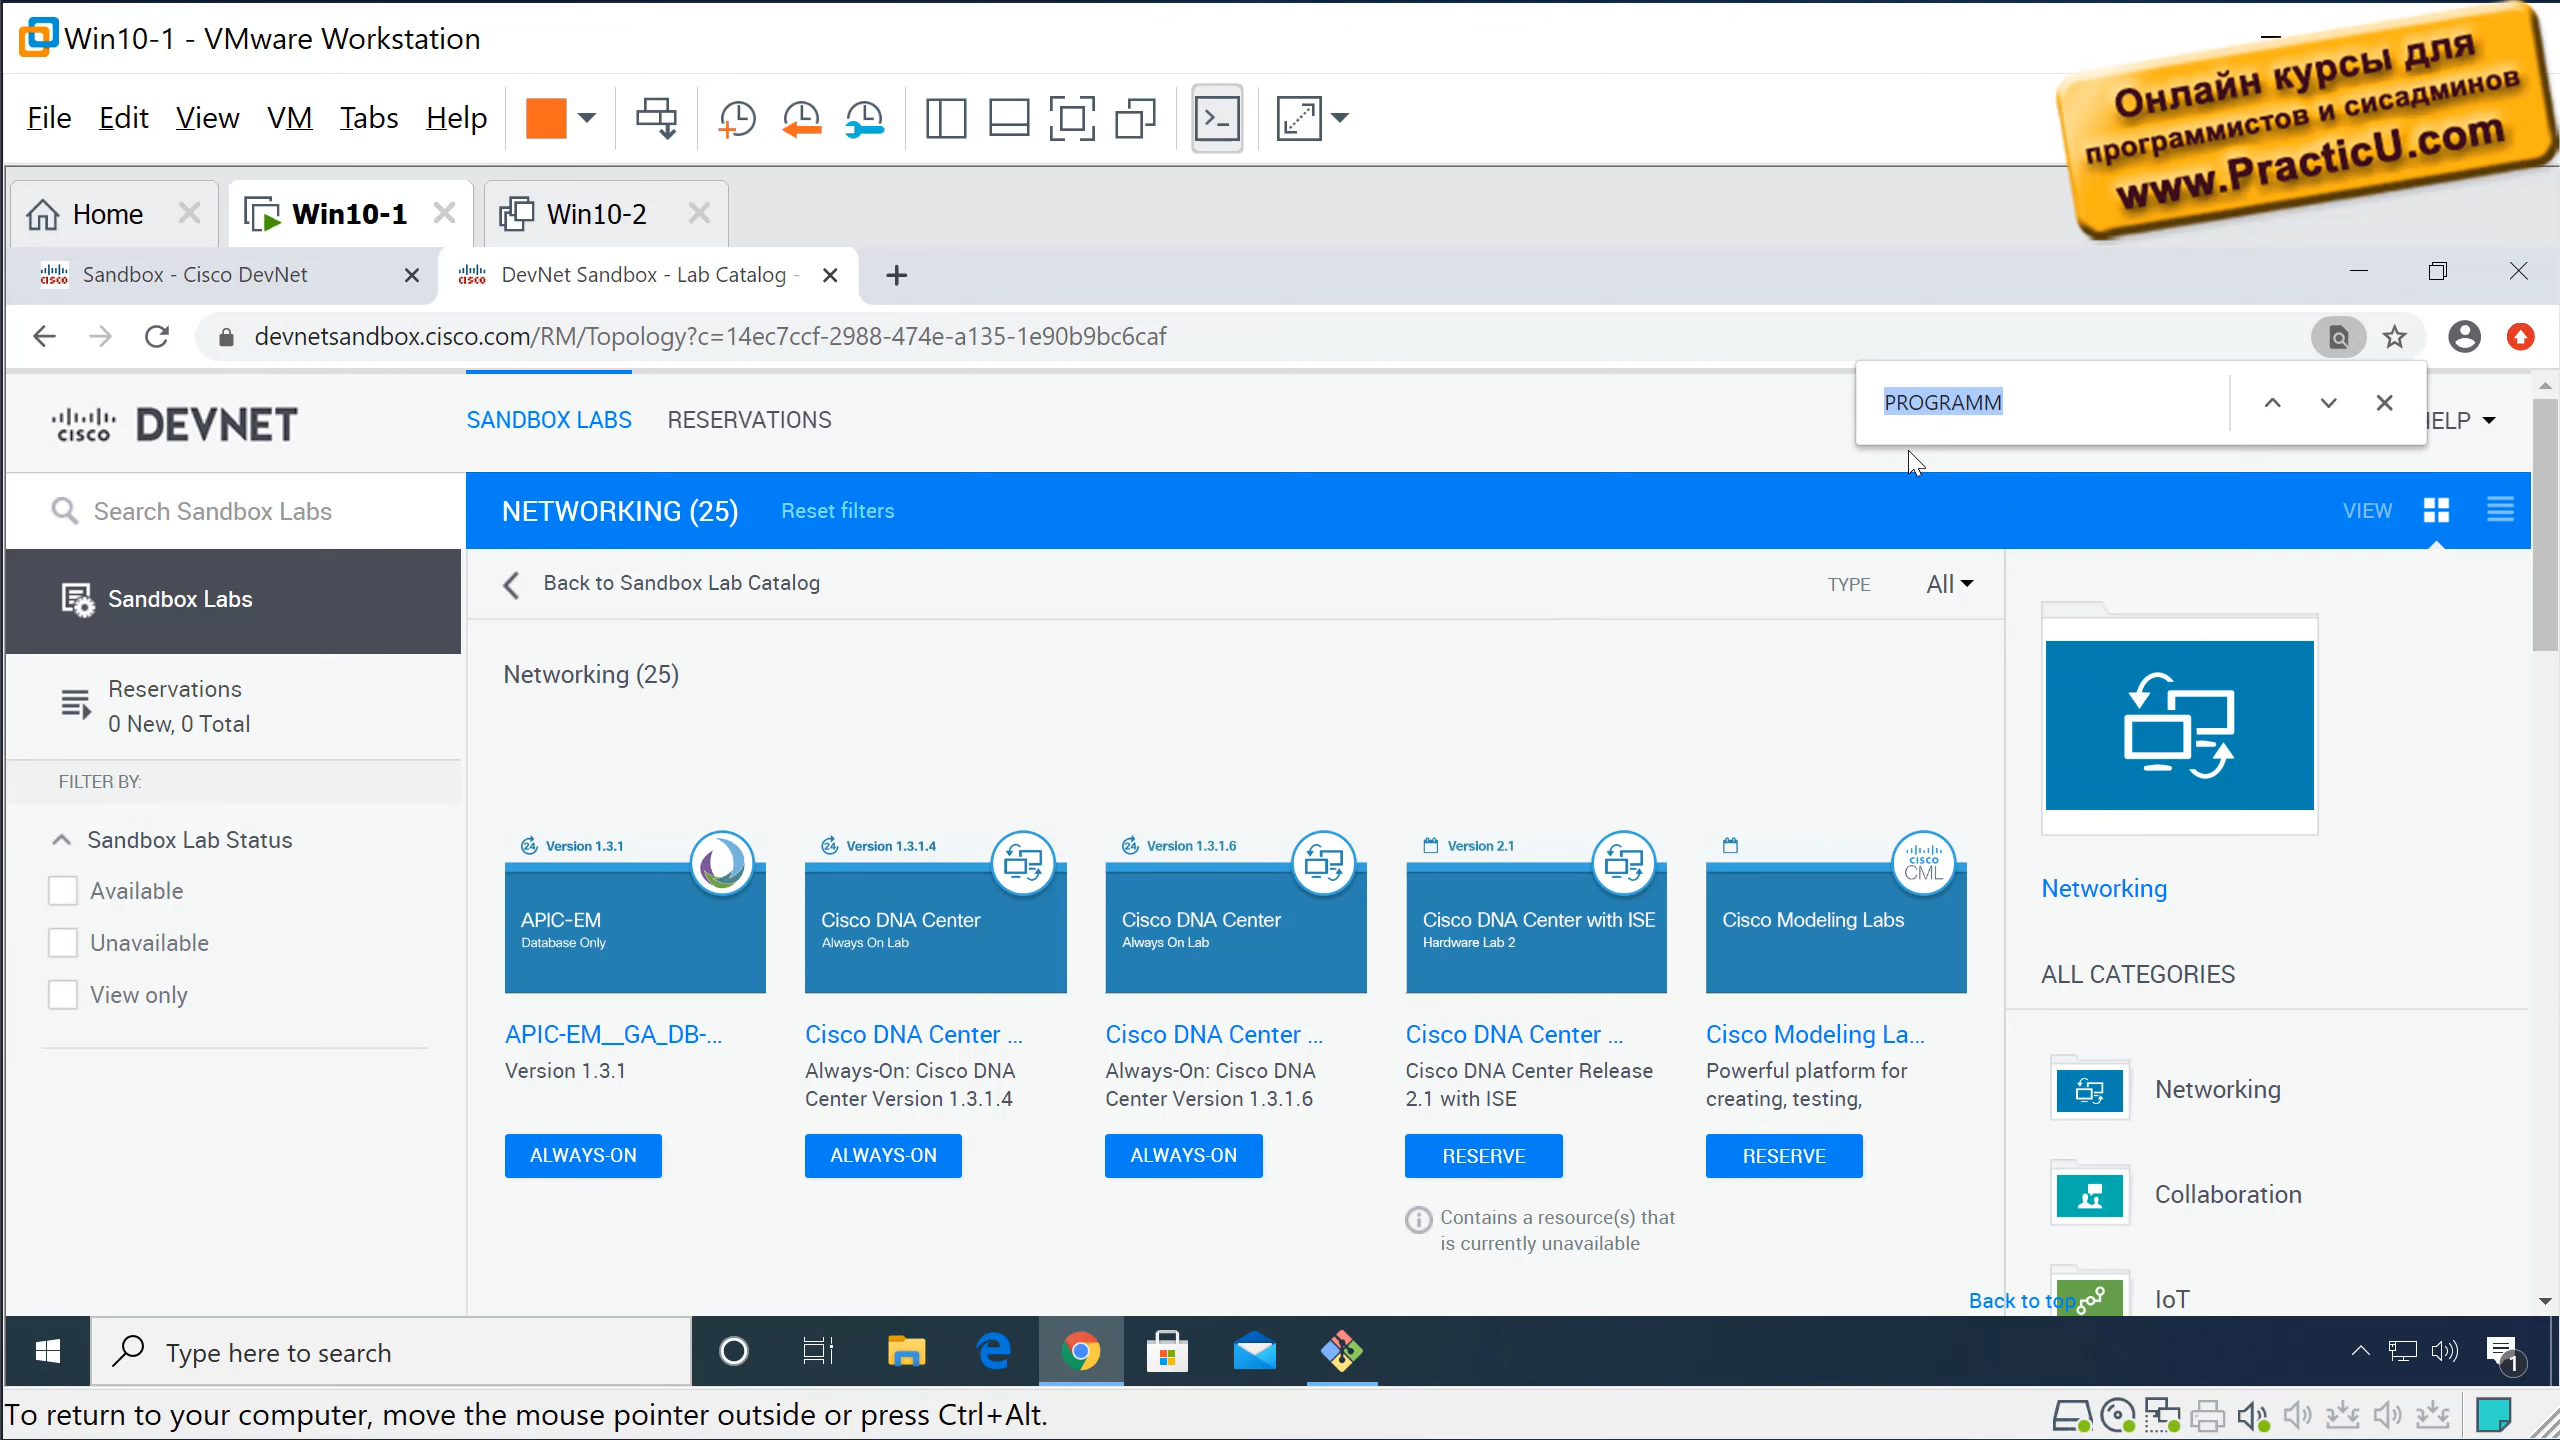 Win10-1 - VMware Workstation
Онлайн курсы для
программистов и сисадминов
www.PracticU.com
File Edit View VM Tabs Help
Home
Win10-1
Win10-2
Sandbox - Cisco DevNet
DevNet Sandbox - Lab Catalog -
devnetsandbox.cisco.com/RM/Topology?c=14ec7ccf-2988-474e-a135-1e90b9bc6caf
PROGRAMM
cisco DEVNET
SANDBOX LABS
RESERVATIONS
ELP
Search Sandbox Labs
NETWORKING (25)
Reset filters
VIEW
Sandbox Labs
Back to Sandbox Lab Catalog
TYPE
All
Reservations
0 New, 0 Total
Networking (25)
FILTER BY:
Sandbox Lab Status
Available
Unavailable
View only
24 Version 1.3.1
APIC-EM
Database Only
APIC-EM__GA_DB-...
Version 1.3.1
ALWAYS-ON
24 Version 1.3.1.4
Cisco DNA Center
Always On Lab
Cisco DNA Center ...
Always-On: Cisco DNA
Center Version 1.3.1.4
ALWAYS-ON
24 Version 1.3.1.6
Cisco DNA Center
Always On Lab
Cisco DNA Center ...
Always-On: Cisco DNA
Center Version 1.3.1.6
ALWAYS-ON
Version 2.1
Cisco DNA Center with ISE
Hardware Lab 2
Cisco DNA Center ...
Cisco DNA Center Release
2.1 with ISE
RESERVE
Contains a resource(s) that
is currently unavailable
cisco
CML
Cisco Modeling Labs
Cisco Modeling La...
Powerful platform for
creating, testing,
RESERVE
Networking
ALL CATEGORIES
Networking
Collaboration
IoT
Back to top
Type here to search
1
To return to your computer, move the mouse pointer outside or press Ctrl+Alt.